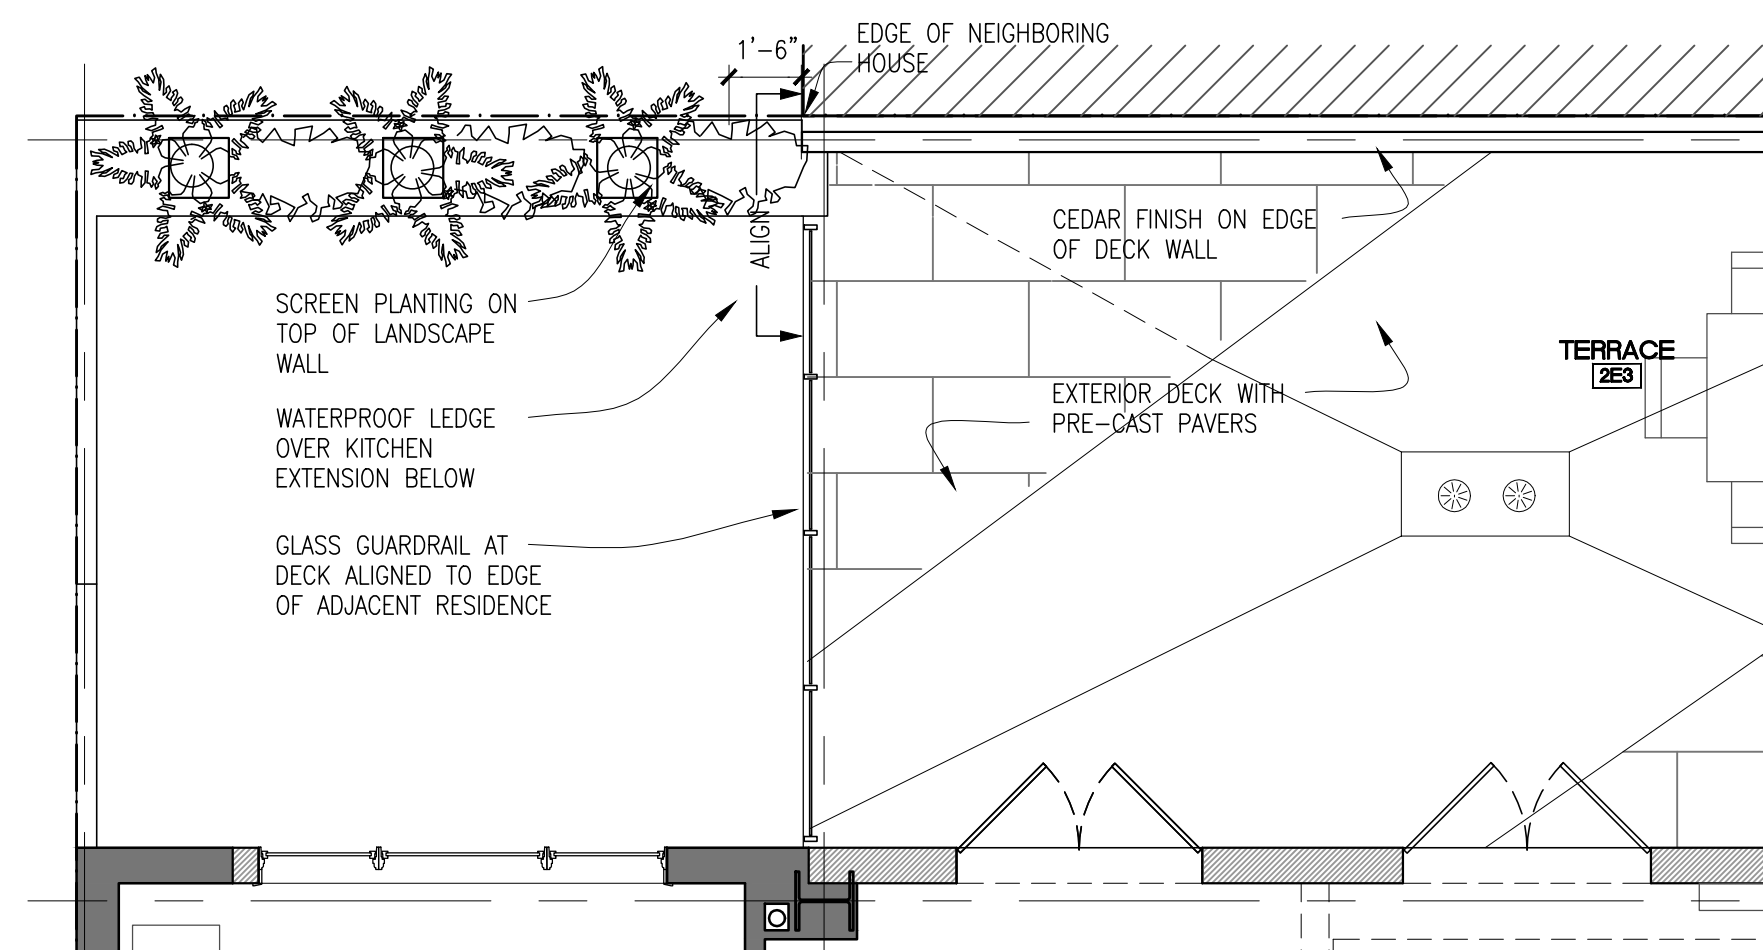 EDGE OF NEIGHBORING
HOUSE
1'-6"
ALIGN
CEDAR FINISH ON EDGE
OF DECK WALL
SCREEN PLANTING ON
TOP OF LANDSCAPE
WALL
TERRACE
2E3
EXTERIOR DECK WITH
PRE-CAST PAVERS
WATERPROOF LEDGE
OVER KITCHEN
EXTENSION BELOW
GLASS GUARDRAIL AT
DECK ALIGNED TO EDGE
OF ADJACENT RESIDENCE